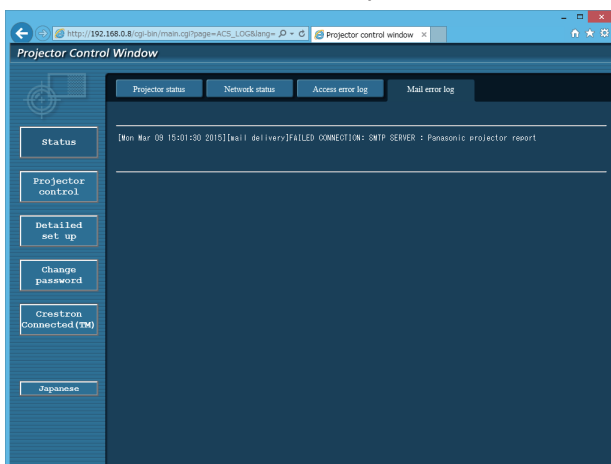 http://192.168.0.8/cgi-bin/main.cgi?page=ACS_LOG&lang=
Projector control window
Projector Control Window
Projector status
Network status
Access error log
Mail error log
[Mon Mar 09 15:01:30 2015][mail delivery]FAILED CONNECTION: SMTP SERVER : Panasonic projector report
Status
Projector
control
Detailed
set up
Change
password
Crestron
Connected(TM)
Japanese